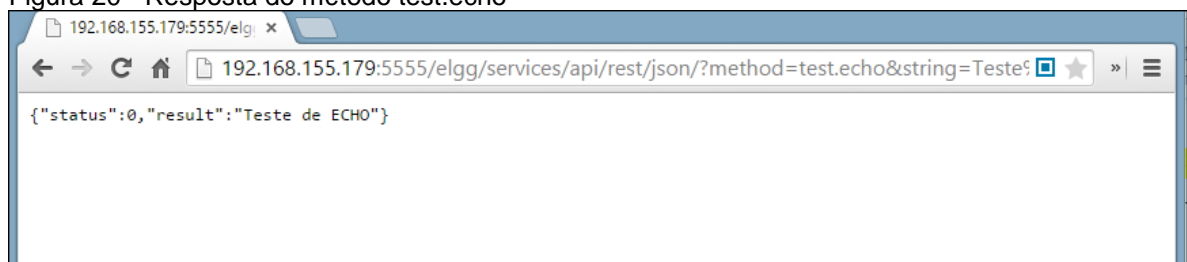 Figura 20 - Resposta do método test.echo
192.168.155.179:5555/elg
192.168.155.179:5555/elgg/services/api/rest/json/?method=test.echo&string=Teste%
{"status":0,"result":"Teste de ECHO"}